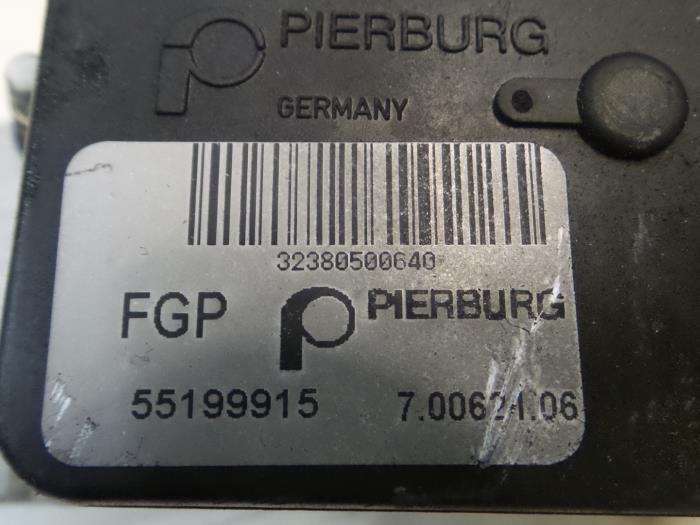 PIERBURG
GERMANY
32380500640
FGP PIERBURG
55199915 7.00621.06